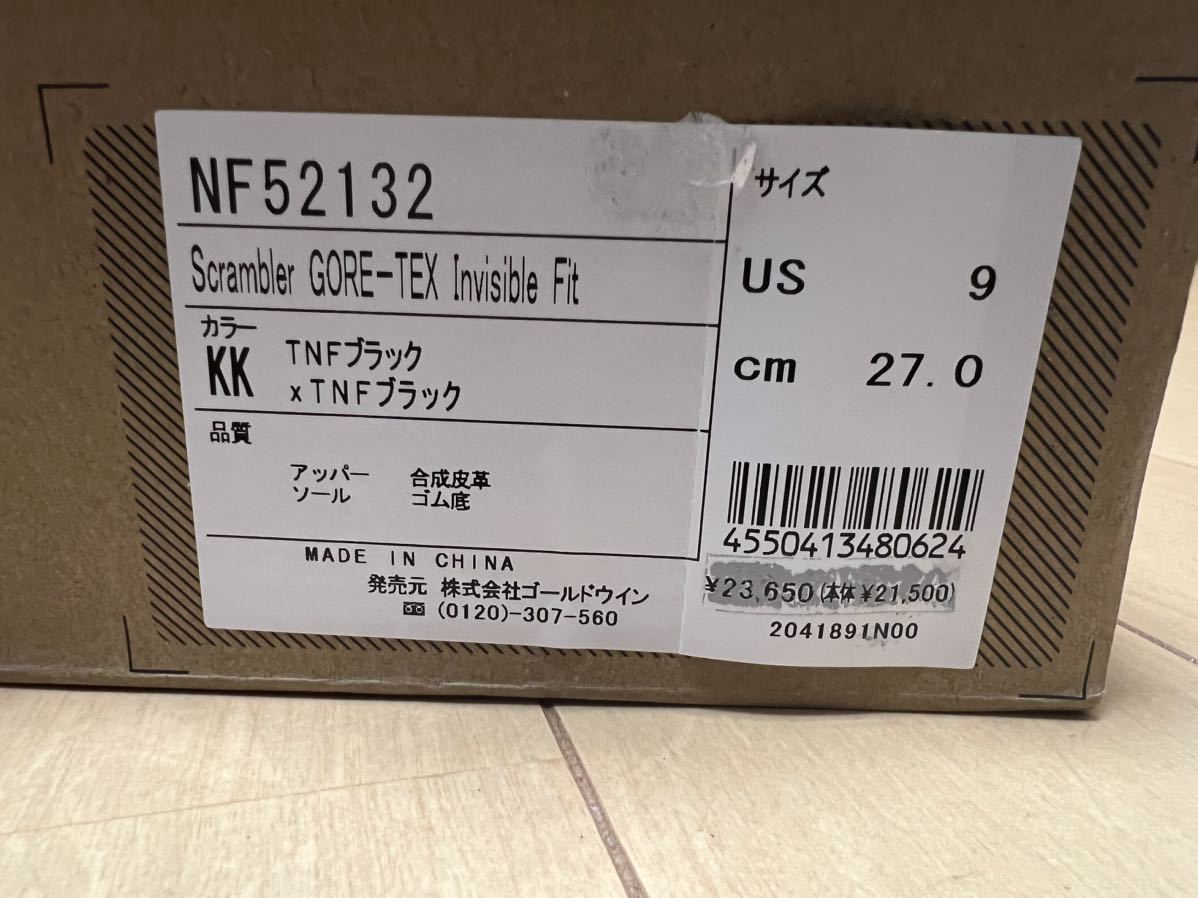 NF52132
Scrambler GORE-TEX Invisible Fit
カラー
KK TNFブラック
xTNFブラック
品質
アッパー 合成皮革
ソール ゴム底
MADE IN CHINA
発売元 株式会社ゴールドウイン
(0120)-307-560
サイズ
US 9
cm 27.0
4550413480624
¥23,650(本体¥21,500)
2041891N00